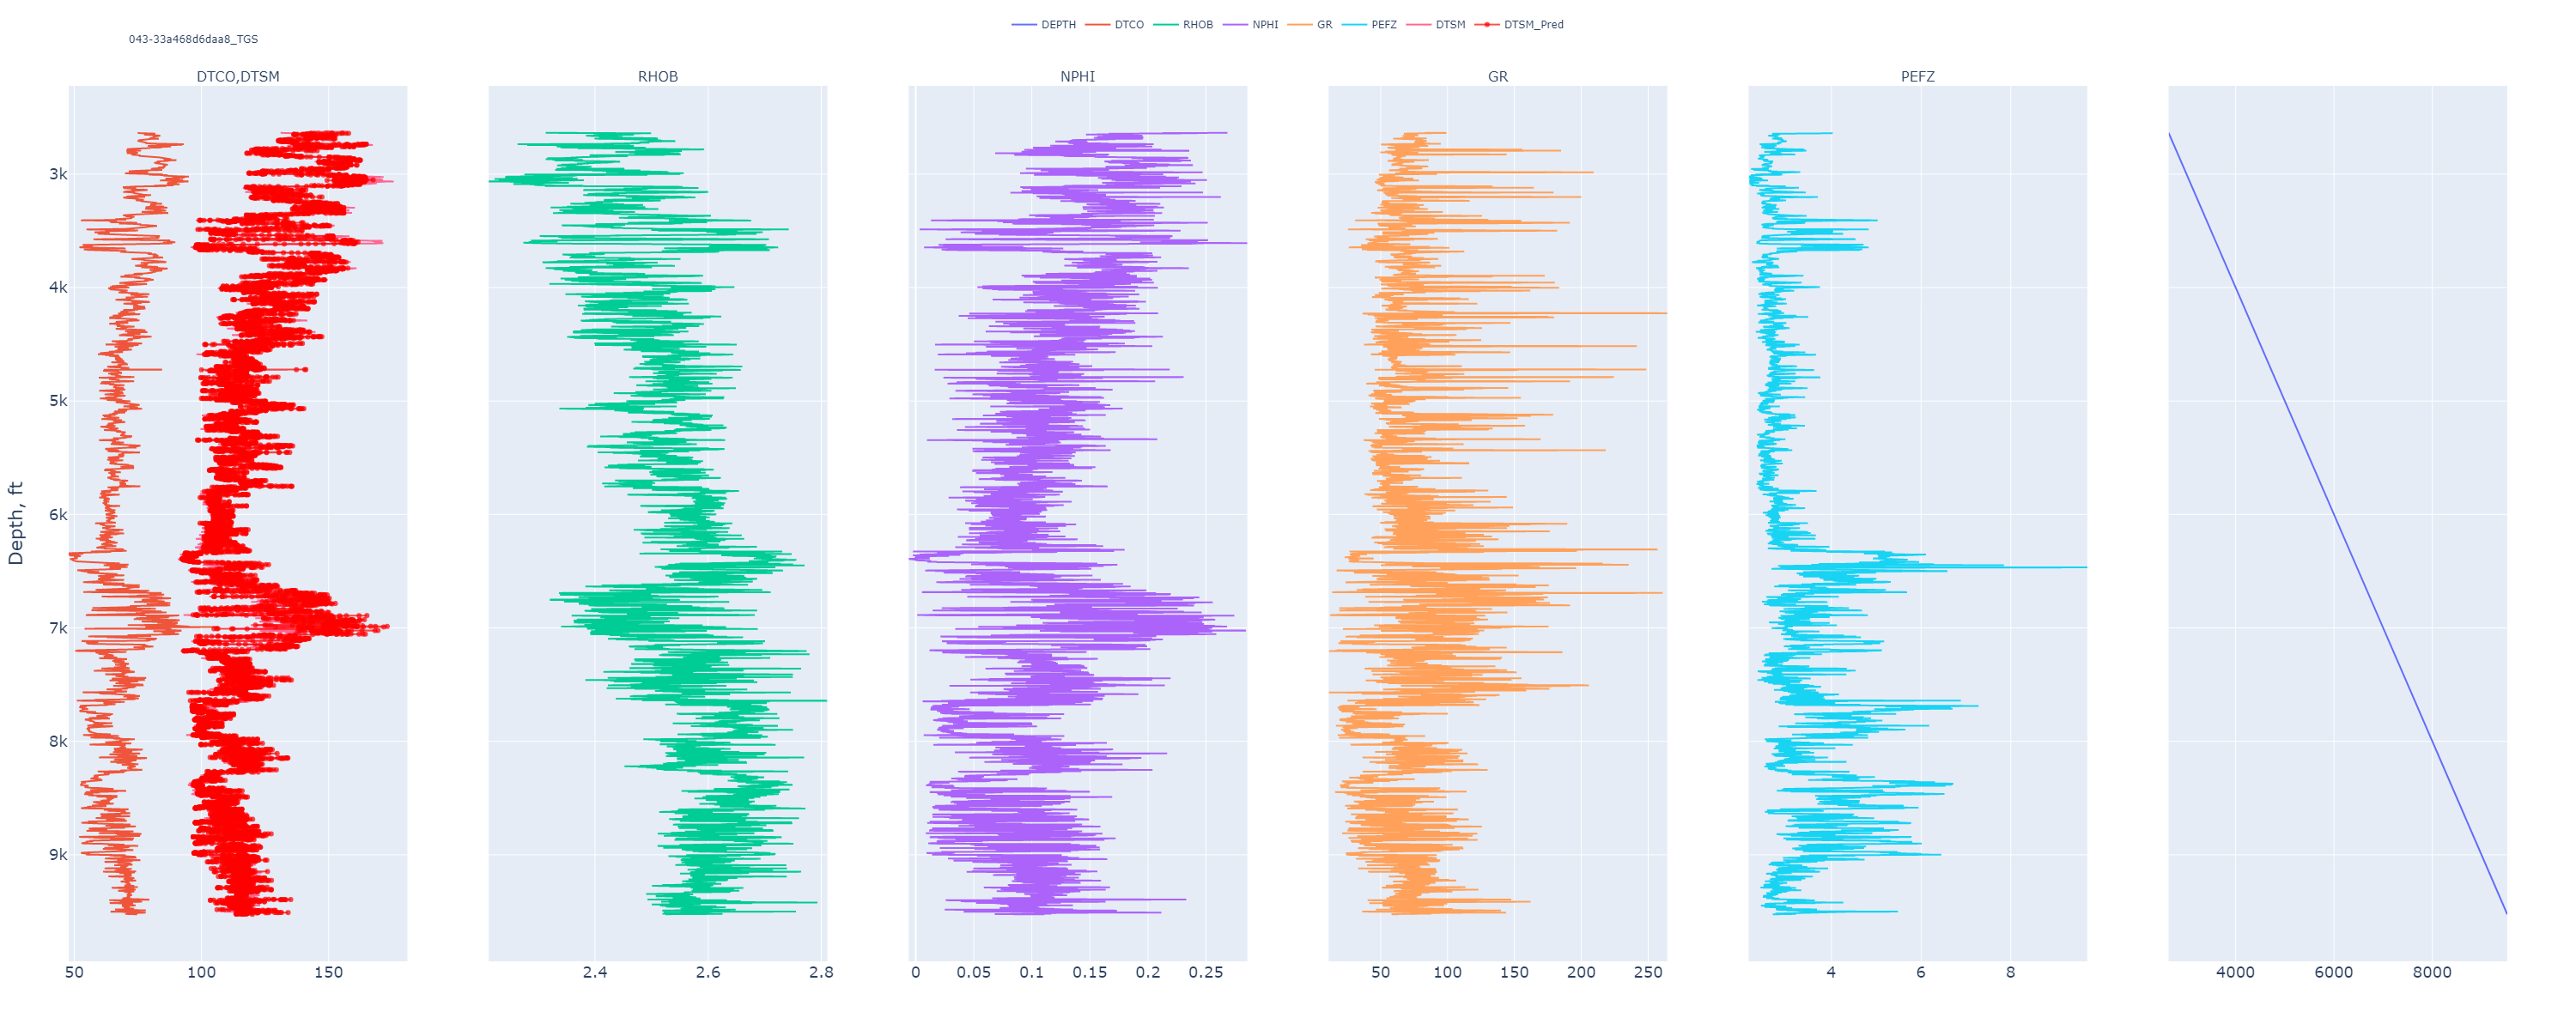 DEPTH DTCO RHOB NPHI GR PEFZ DTSM DTSM_Pred
043-33a468d6daa8_TGS
DTCO,DTSM RHOB NPHI GR PEFZ
3k
4k
5k
6k
7k
8k
9k
Depth, ft
50 100 150 2.4 2.6 2.8 0 0.05 0.1 0.15 0.2 0.25 50 100 150 200 250 4 6 8 4000 6000 8000